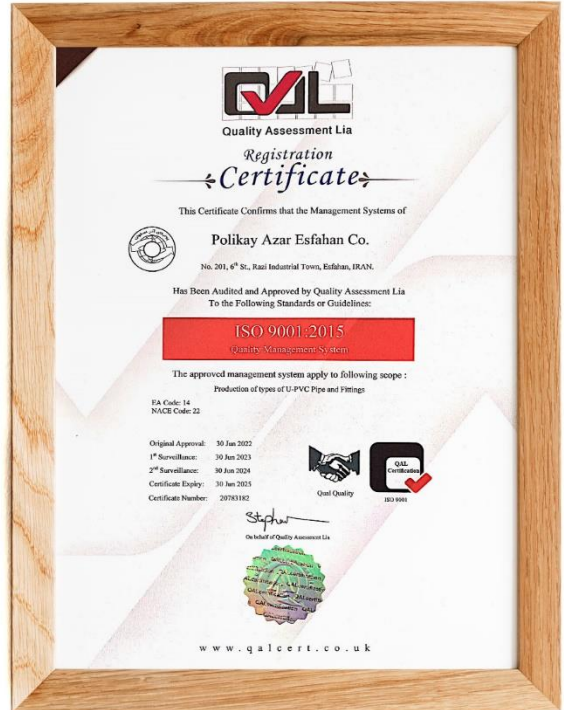 QAL
Quality Assessment Lia
Registration
Certificate
This Certificate Confirms that the Management Systems of
Polikay Azar Esfahan Co.
No. 201, 6th St., Razi Industrial Town, Esfahan, IRAN.
Has Been Audited and Approved by Quality Assessment Lia
To the Following Standards or Guidelines:
ISO 9001:2015
Quality Management System
The approved management system apply to following scope :
Production of types of U-PVC Pipe and Fittings
EA Code: 14
NACE Code: 22
Original Approval: 30 Jun 2022
1st Surveillance: 30 Jun 2023
2nd Surveillance: 30 Jun 2024
Certificate Expiry: 30 Jun 2025
Certificate Number: 20783182
Qual Quality
QAL
Certification
ISO 9001
Stephen
On behalf of Quality Assessment Lia
www.qalcert.co.uk